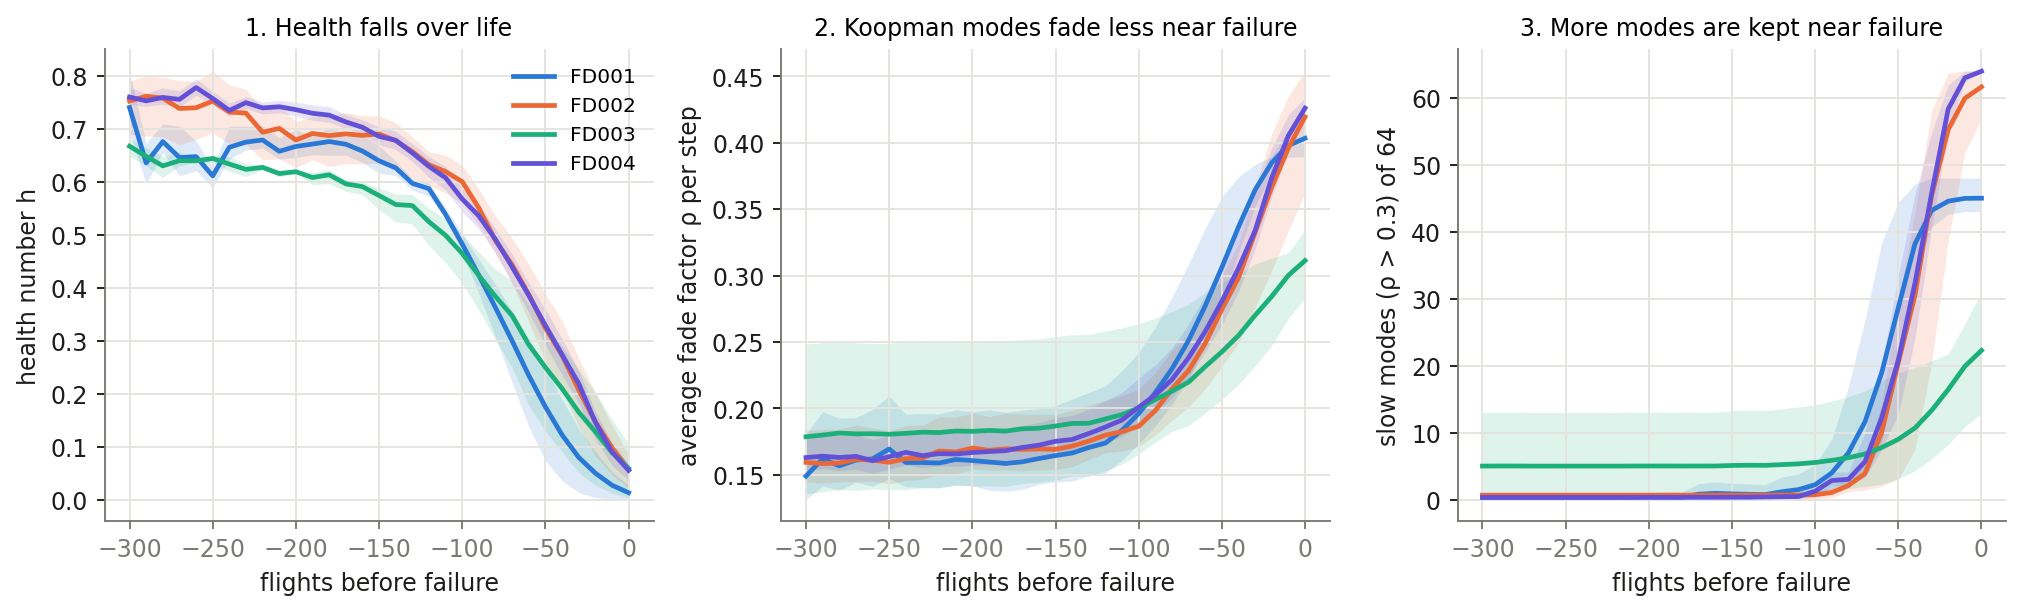 1. Health falls over life
health number h
0.8
0.7
0.6
0.5
0.4
0.3
0.2
0.1
0.0
FD001
FD002
FD003
FD004
−300 −250 −200 −150 −100 −50 0
flights before failure
2. Koopman modes fade less near failure
average fade factor ρ per step
0.45
0.40
0.35
0.30
0.25
0.20
0.15
−300 −250 −200 −150 −100 −50 0
flights before failure
3. More modes are kept near failure
slow modes (ρ > 0.3) of 64
60
50
40
30
20
10
0
−300 −250 −200 −150 −100 −50 0
flights before failure